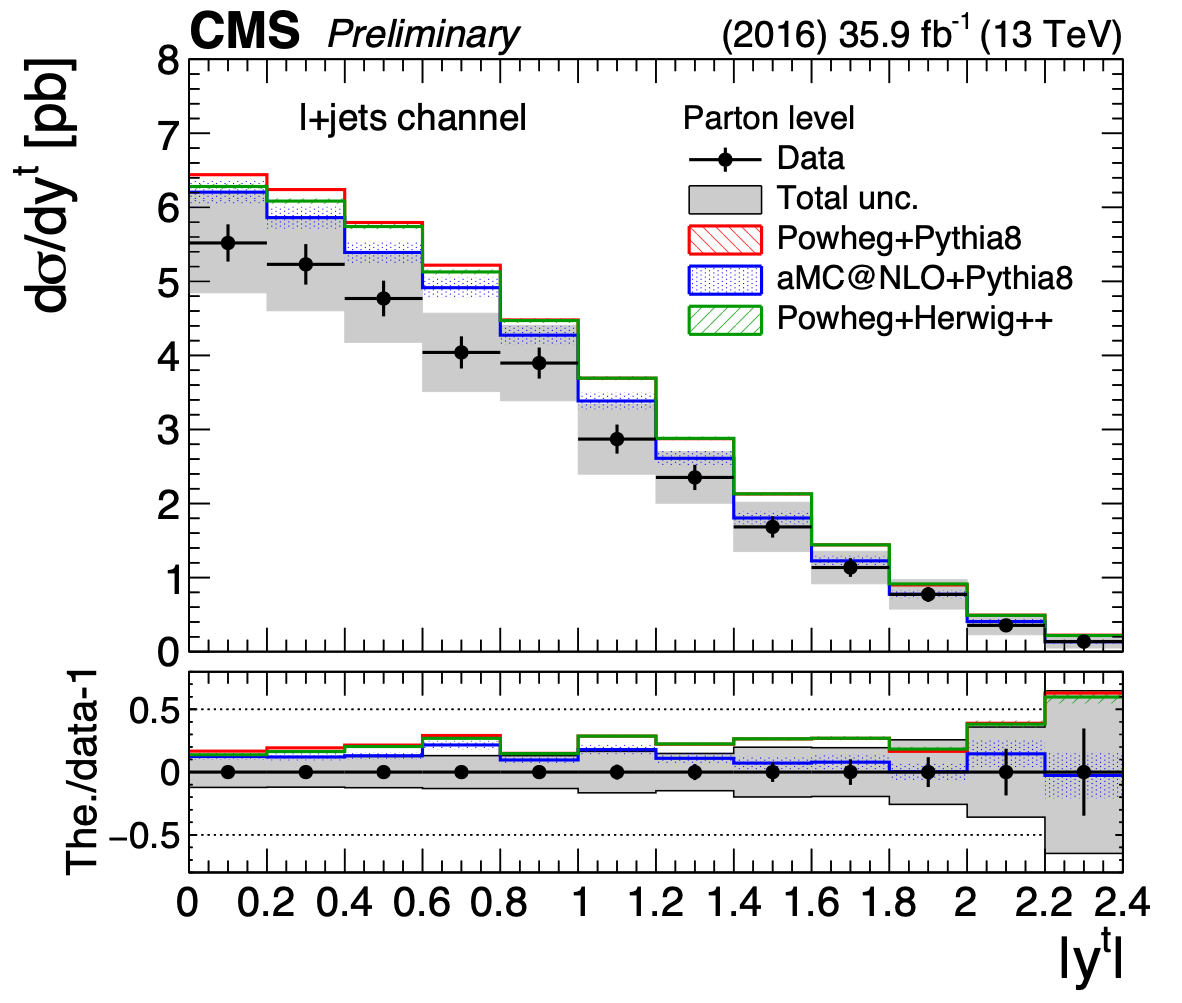 CMS Preliminary (2016) 35.9 fb⁻¹ (13 TeV)
dσ/dyᵗ [pb]
8
7
6
5
4
3
2
1
0
l+jets channel
Parton level
Data
Total unc.
Powheg+Pythia8
aMC@NLO+Pythia8
Powheg+Herwig++
The./data-1
0.5
0
−0.5
0 0.2 0.4 0.6 0.8 1 1.2 1.4 1.6 1.8 2 2.2 2.4
|yᵗ|